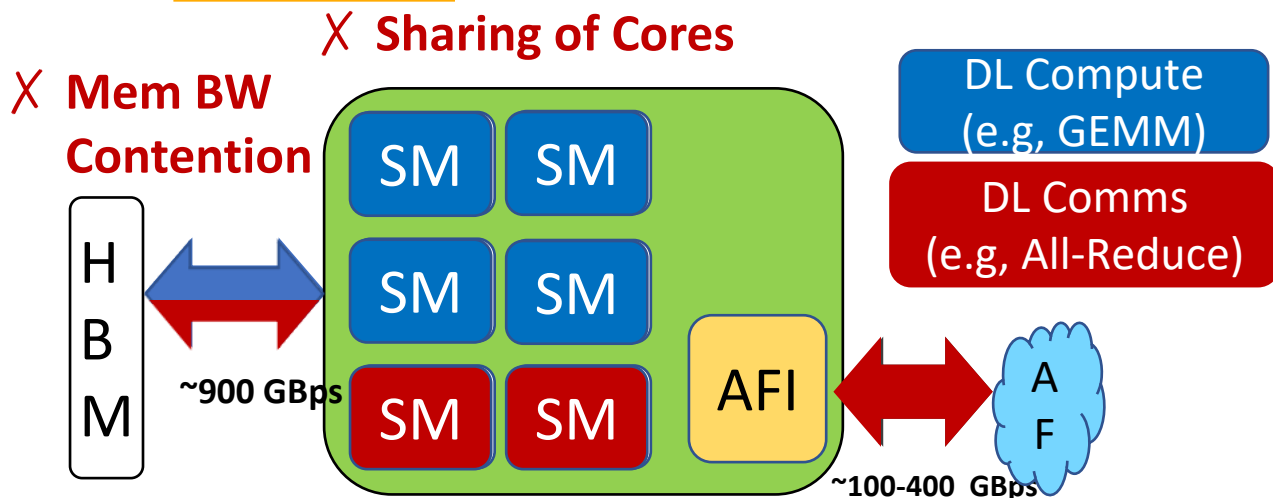 ✗ Sharing of Cores
✗ Mem BW
Contention
DL Compute
(e.g, GEMM)
DL Comms
(e.g, All-Reduce)
SM SM
SM SM
SM SM
H
B
M
~900 GBps
AFI
A
F
~100-400 GBps